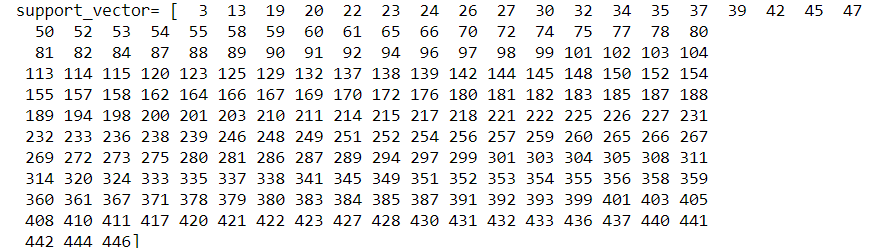 support_vector= [ 3 13 19 20 22 23 24 26 27 30 32 34 35 37 39 42 45 47
50 52 53 54 55 58 59 60 61 65 66 70 72 74 75 77 78 80
81 82 84 87 88 89 90 91 92 94 96 97 98 99 101 102 103 104
113 114 115 120 123 125 129 132 137 138 139 142 144 145 148 150 152 154
155 157 158 162 164 166 167 169 170 172 176 180 181 182 183 185 187 188
189 194 198 200 201 203 210 211 214 215 217 218 221 222 225 226 227 231
232 233 236 238 239 246 248 249 251 252 254 256 257 259 260 265 266 267
269 272 273 275 280 281 286 287 289 294 297 299 301 303 304 305 308 311
314 320 324 333 335 337 338 341 345 349 351 352 353 354 355 356 358 359
360 361 367 371 378 379 380 383 384 385 387 391 392 393 399 401 403 405
408 410 411 417 420 421 422 423 427 428 430 431 432 433 436 437 440 441
442 444 446]